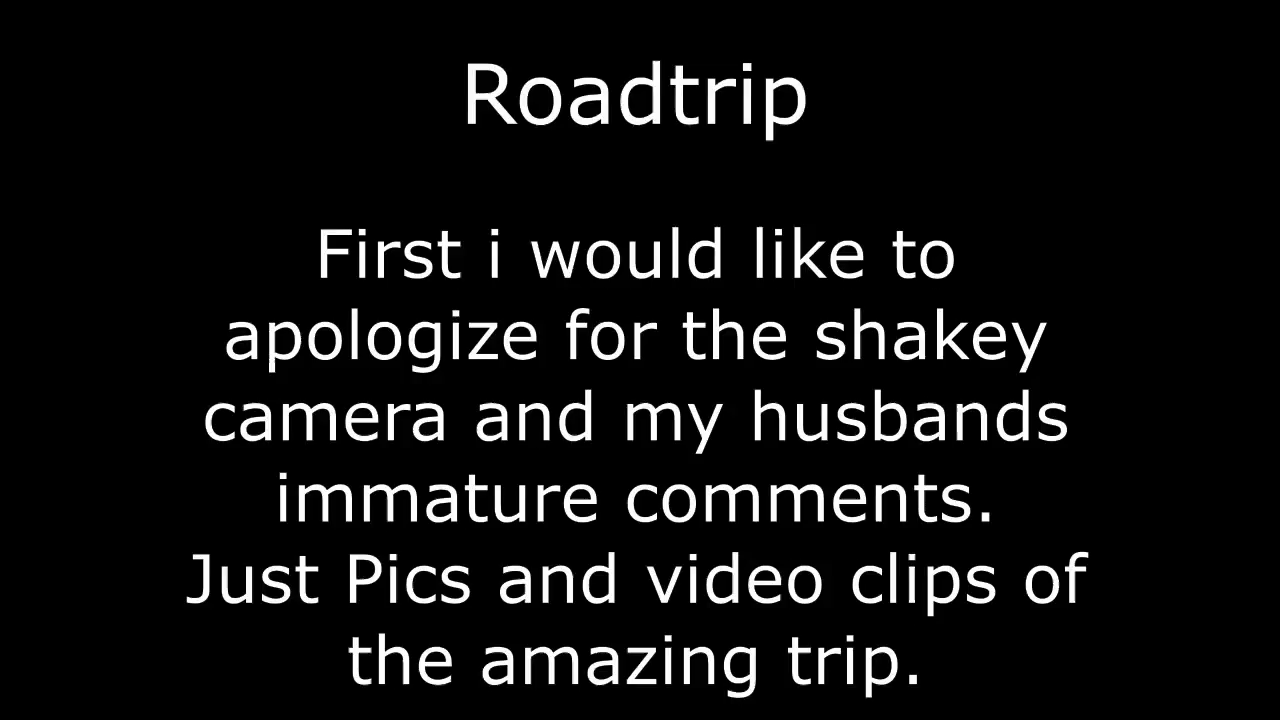 Roadtrip
First i would like to
apologize for the shakey
camera and my husbands
immature comments.
Just Pics and video clips of
the amazing trip.